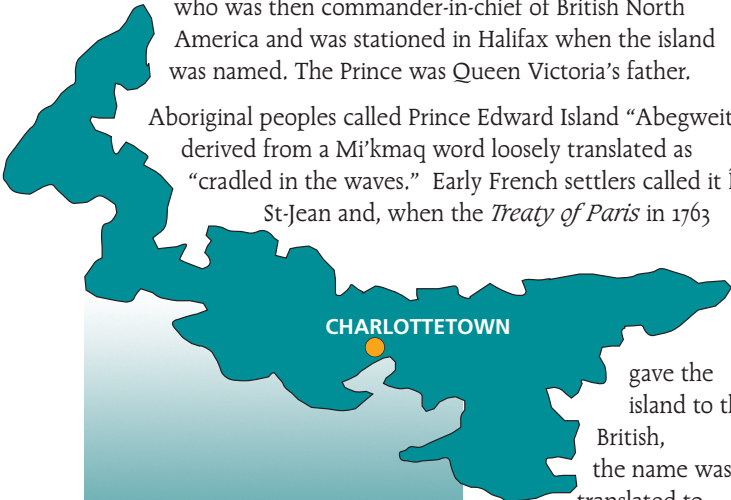 who was then commander-in-chief of British North
America and was stationed in Halifax when the island
was named. The Prince was Queen Victoria's father.
Aboriginal peoples called Prince Edward Island "Abegweit
derived from a Mi'kmaq word loosely translated as
"cradled in the waves." Early French settlers called it Î
St-Jean and, when the Treaty of Paris in 1763
CHARLOTTETOWN
gave the
island to th
British,
the name was
translated to